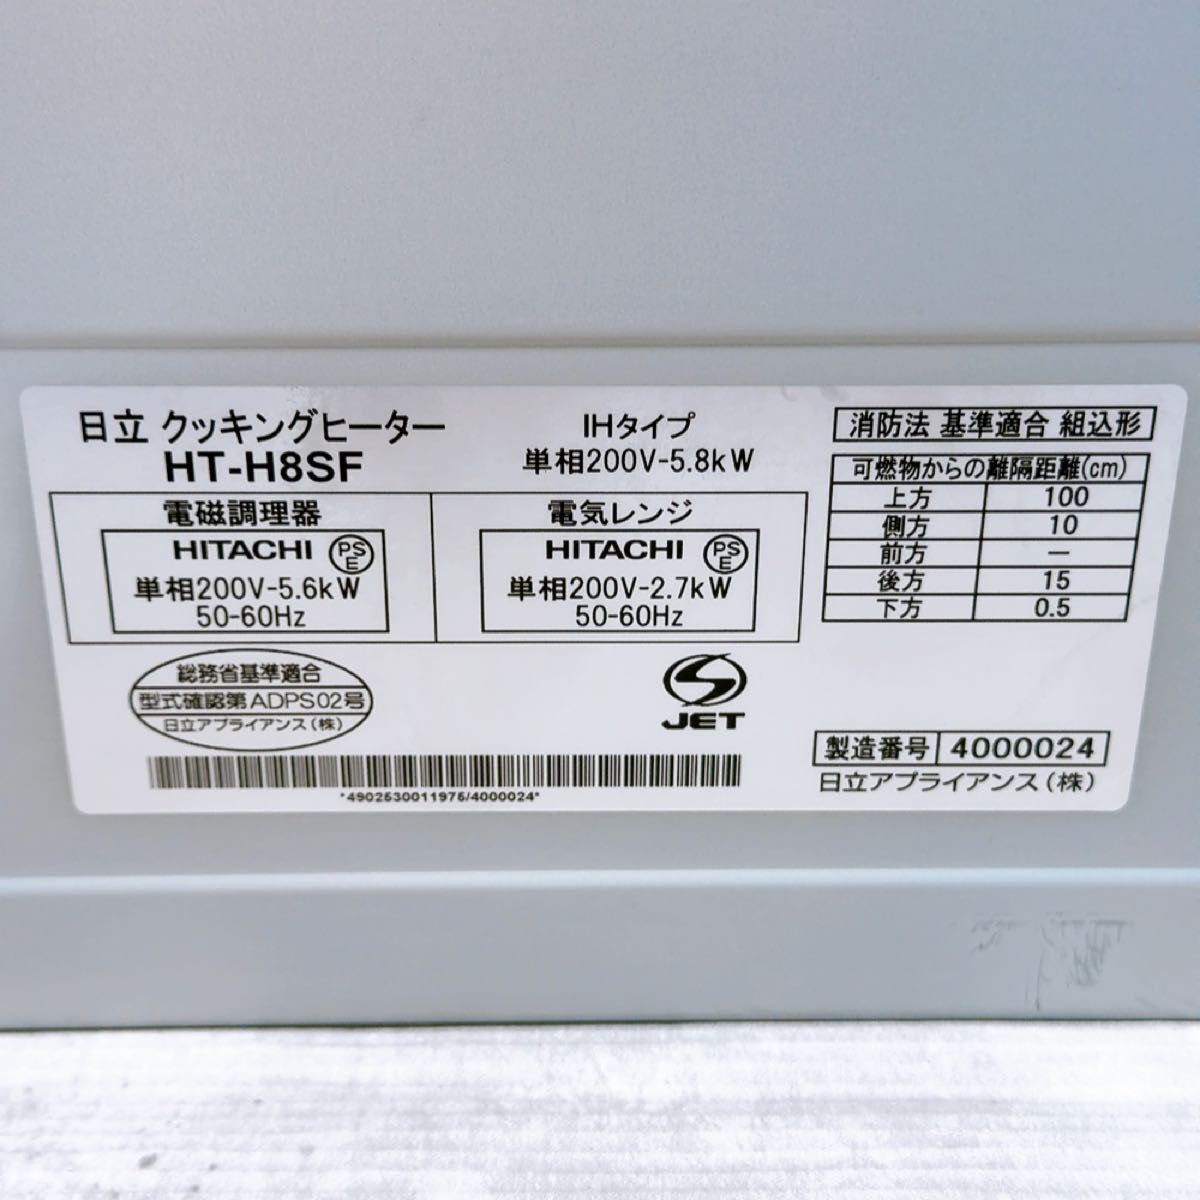 日立 クッキングヒーター
HT-H8SF
IHタイプ
単相200V-5.8kW
電磁調理器
HITACHI PSE
単相200V-5.6kW
50-60Hz
電気レンジ
HITACHI PSE
単相200V-2.7kW
50-60Hz
消防法 基準適合 組込形
可燃物からの離隔距離(cm)
上方 100
側方 10
前方 ー
後方 15
下方 0.5
総務省基準適合
型式確認第ADPS02号
日立アプライアンス(株)
JET
*4902530011975/4000024*
製造番号 4000024
日立アプライアンス(株)